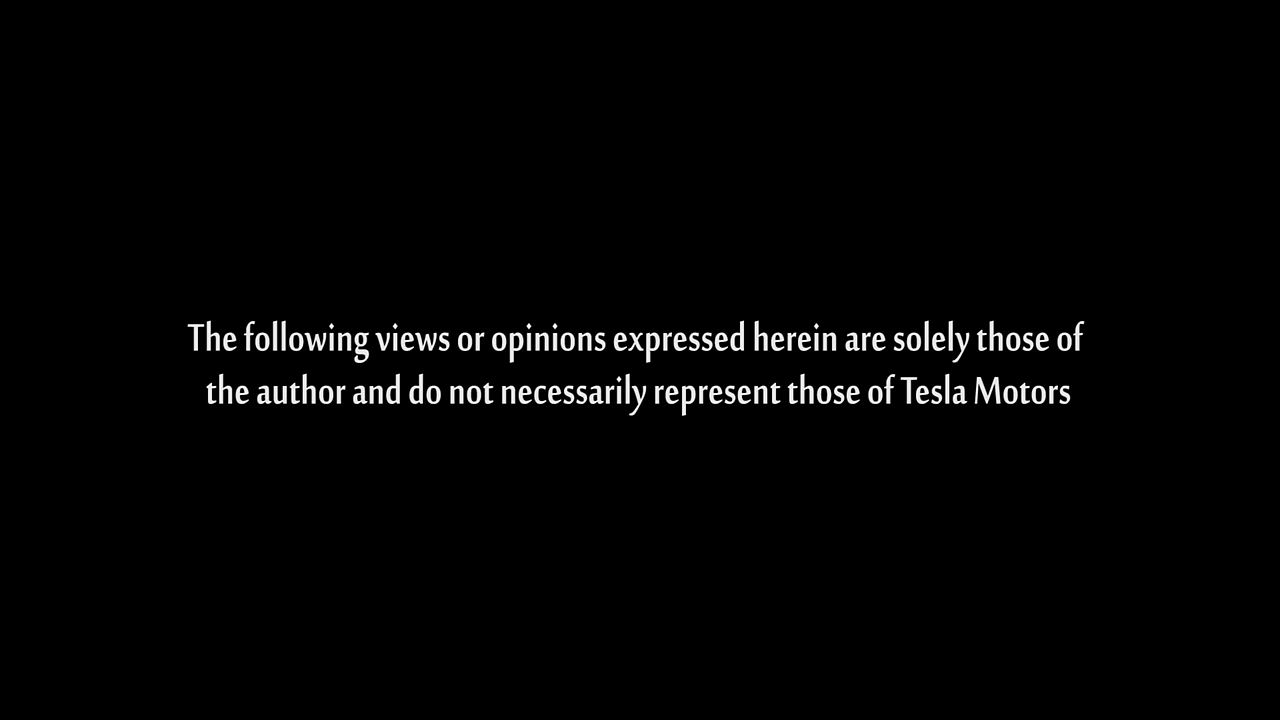 The following views or opinions expressed herein are solely those of
the author and do not necessarily represent those of Tesla Motors